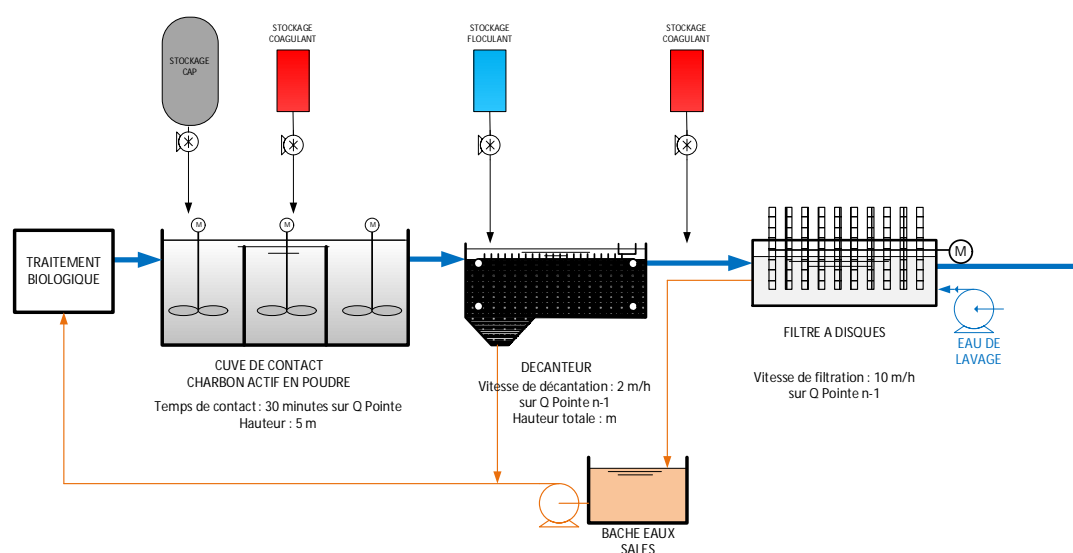 STOCKAGE
CAP
STOCKAGE
COAGULANT
STOCKAGE
FLOCULANT
STOCKAGE
COAGULANT
TRAITEMENT
BIOLOGIQUE
M
M
M
M
CUVE DE CONTACT
CHARBON ACTIF EN POUDRE
Temps de contact : 30 minutes sur Q Pointe
Hauteur : 5 m
DECANTEUR
Vitesse de décantation : 2 m/h
sur Q Pointe n-1
Hauteur totale : m
FILTRE A DISQUES
Vitesse de filtration : 10 m/h
sur Q Pointe n-1
EAU DE
LAVAGE
BACHE EAUX
SALES